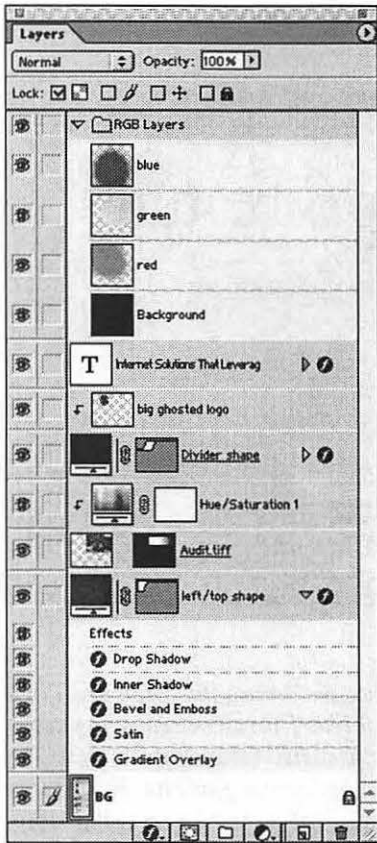 Layers
Normal Opacity: 100%
Lock:
RGB Layers
blue
green
red
Background
T Internet Solutions That Leverag
big ghosted logo
Divider shape
Hue/Saturation 1
Audit.tiff
left/top shape
Effects
Drop Shadow
Inner Shadow
Bevel and Emboss
Satin
Gradient Overlay
BG